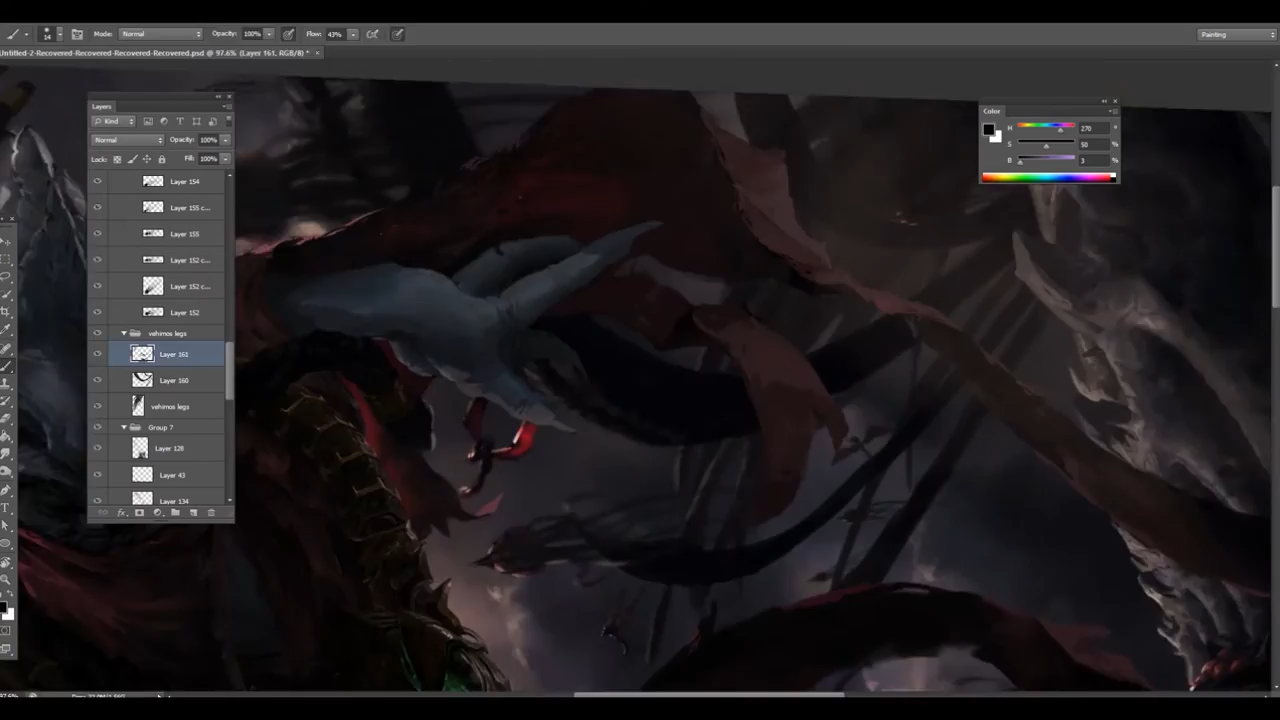 14 Mode: Normal Opacity: 100% Flow: 43% Painting
Untitled-2-Recovered-Recovered-Recovered-Recovered.psd @ 97.6% (Layer 161, RGB/8) *
Layers
Kind
Normal Opacity: 100%
Lock: Fill: 100%
Layer 154
Layer 155 c...
Layer 155
Layer 152 c...
Layer 152 c...
Layer 152
vehimos legs
Layer 161
Layer 160
vehimos legs
Group 7
Layer 128
Layer 43
Layer 134
fx
Color
H 270 °
S 50 %
B 3 %